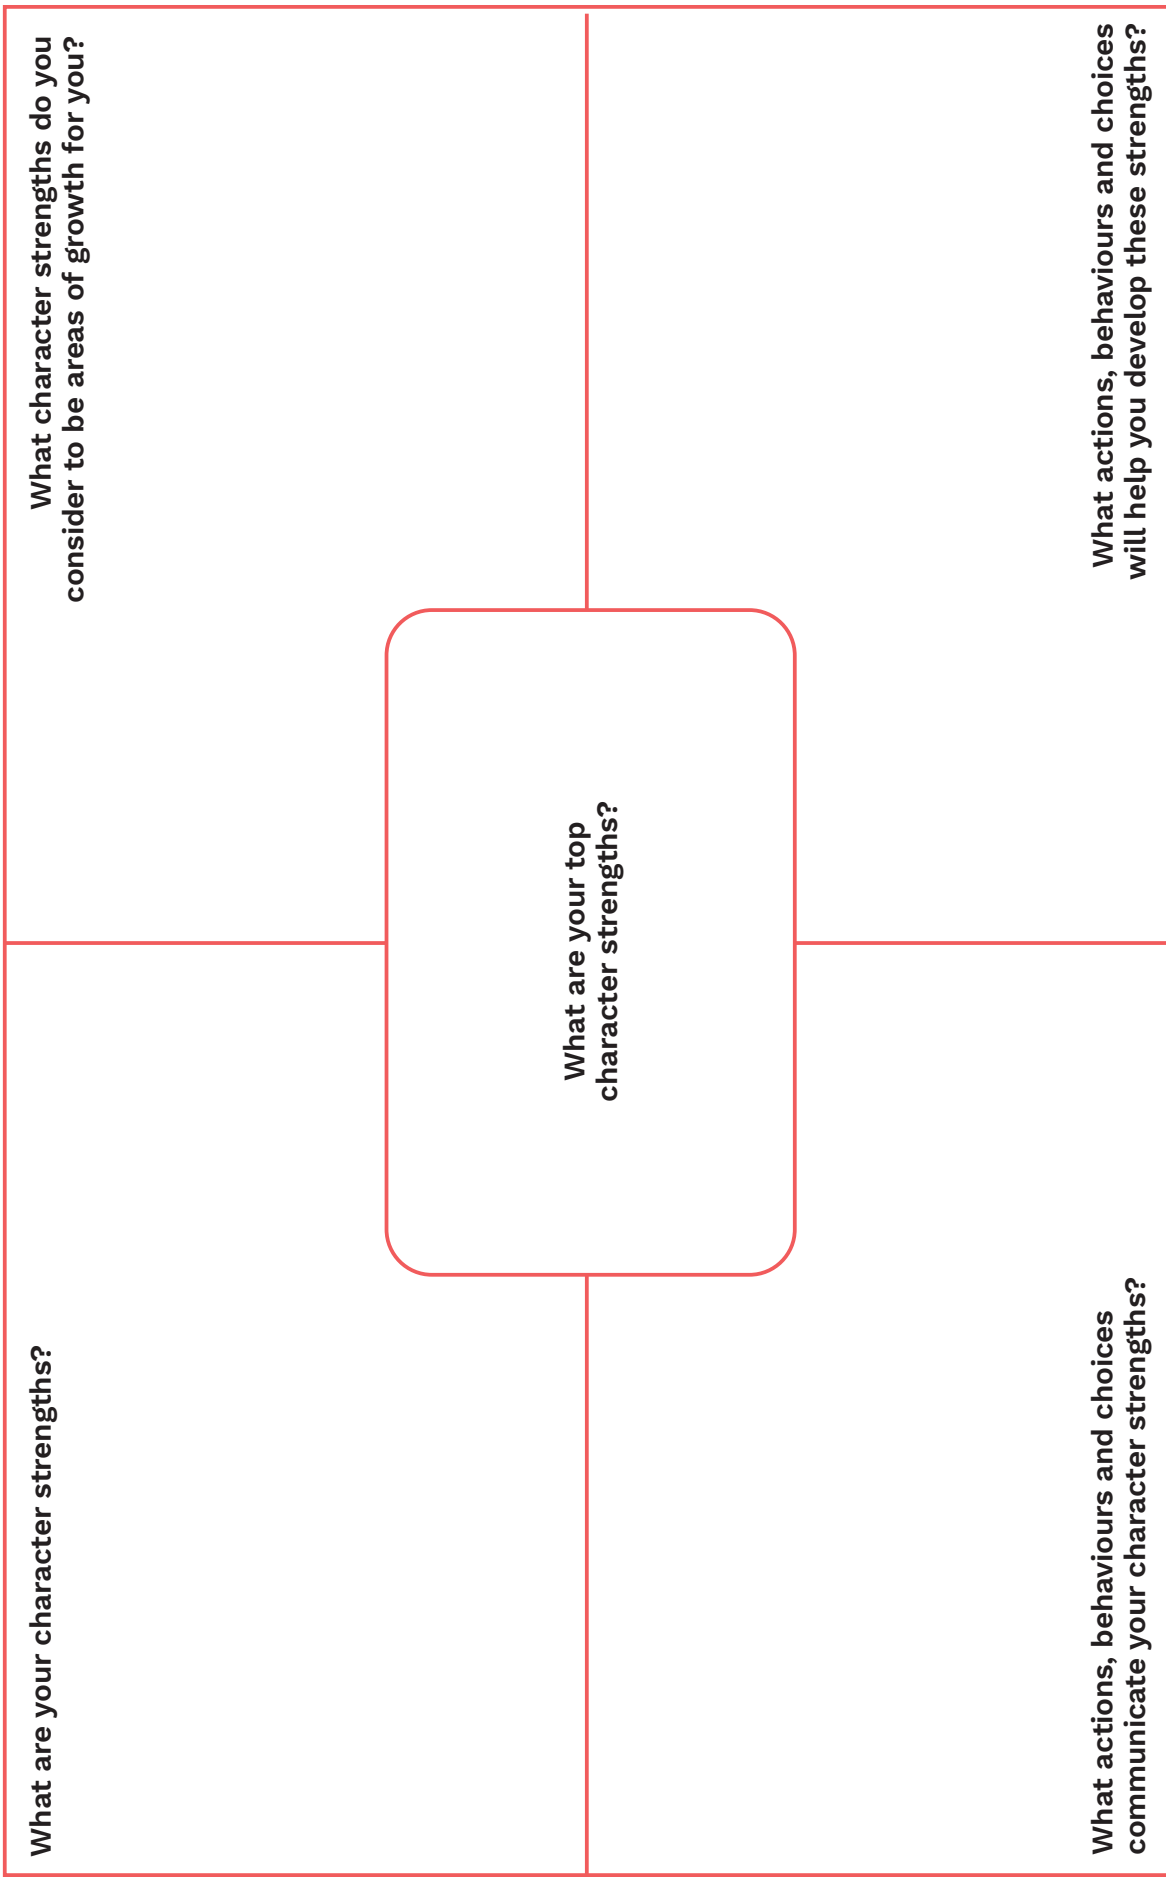 What are your character strengths?
What character strengths do you
consider to be areas of growth for you?
What are your top
character strengths?
What actions, behaviours and choices
communicate your character strengths?
What actions, behaviours and choices
will help you develop these strengths?